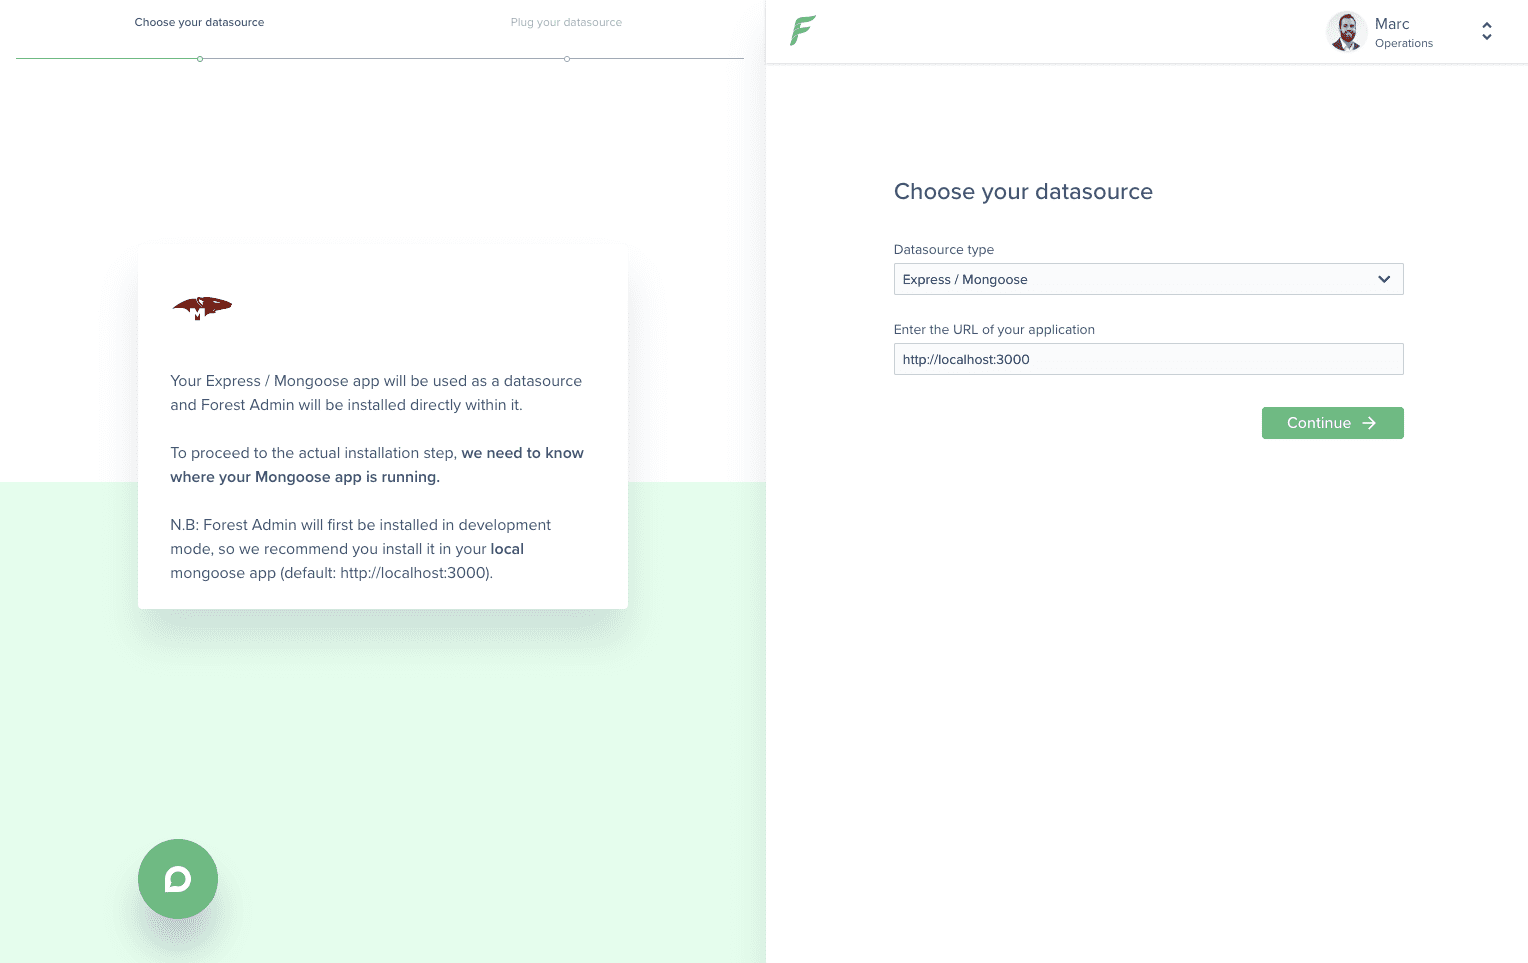 Choose your datasource
Plug your datasource
Marc
Operations
Your Express / Mongoose app will be used as a datasource
and Forest Admin will be installed directly within it.
To proceed to the actual installation step, we need to know
where your Mongoose app is running.
N.B: Forest Admin will first be installed in development
mode, so we recommend you install it in your local
mongoose app (default: http://localhost:3000).
Choose your datasource
Datasource type
Express / Mongoose
Enter the URL of your application
http://localhost:3000
Continue